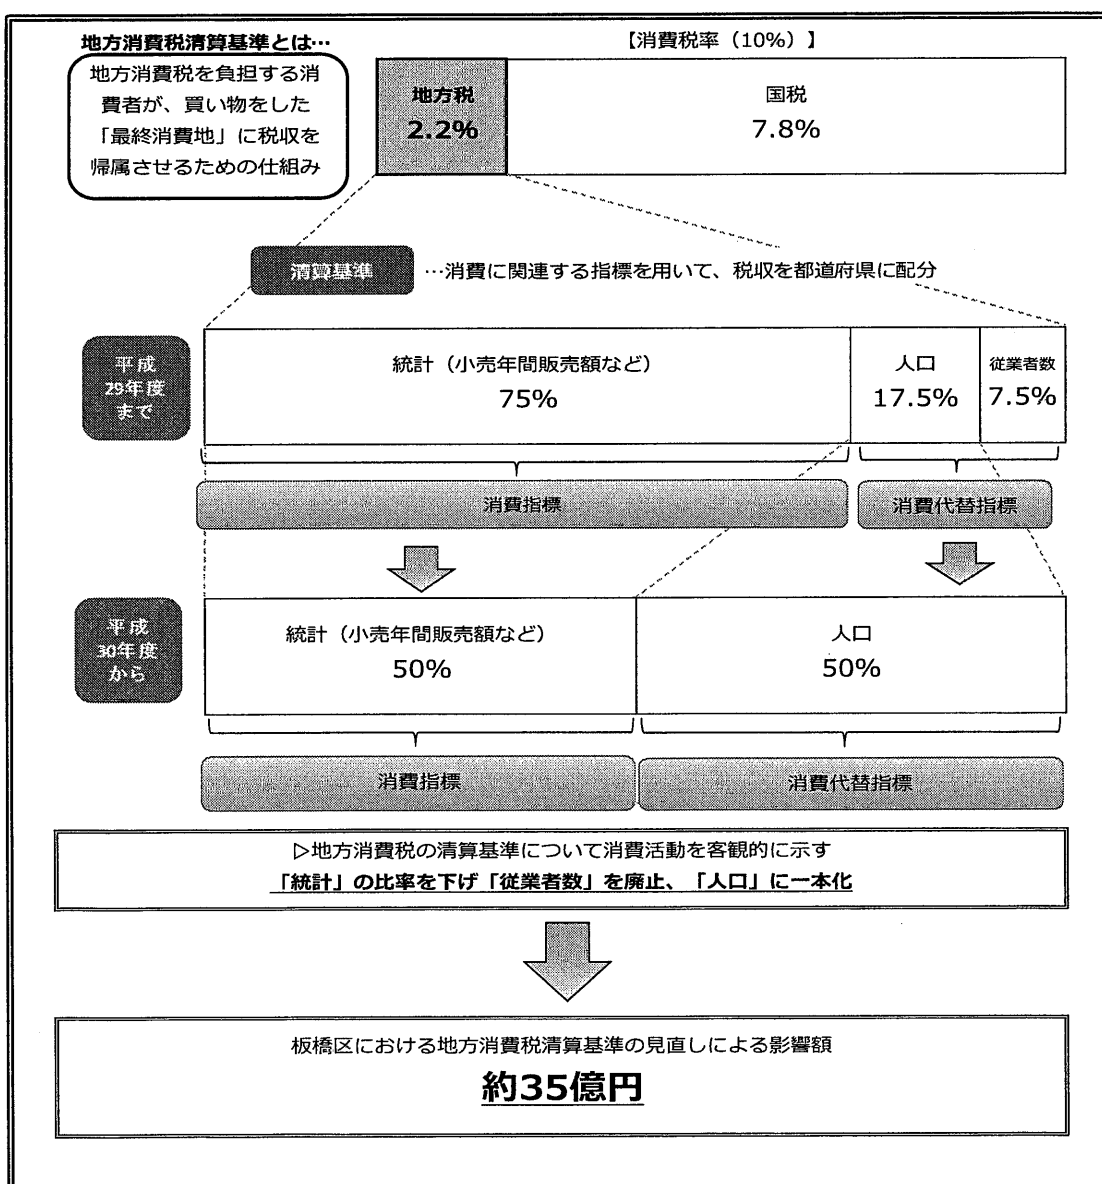 地方消費税清算基準とは…
地方消費税を負担する消
費者が、買い物をした
「最終消費地」に税収を
帰属させるための仕組み
【消費税率（10%）】
地方税
2.2%
国税
7.8%
清算基準
…消費に関連する指標を用いて、税収を都道府県に配分
平成
29年度
まで
統計（小売年間販売額など）
75%
人口
17.5%
従業者数
7.5%
消費指標
消費代替指標
平成
30年度
から
統計（小売年間販売額など）
50%
人口
50%
消費指標
消費代替指標
▷地方消費税の清算基準について消費活動を客観的に示す
「統計」の比率を下げ「従業者数」を廃止、「人口」に一本化
板橋区における地方消費税清算基準の見直しによる影響額
約35億円